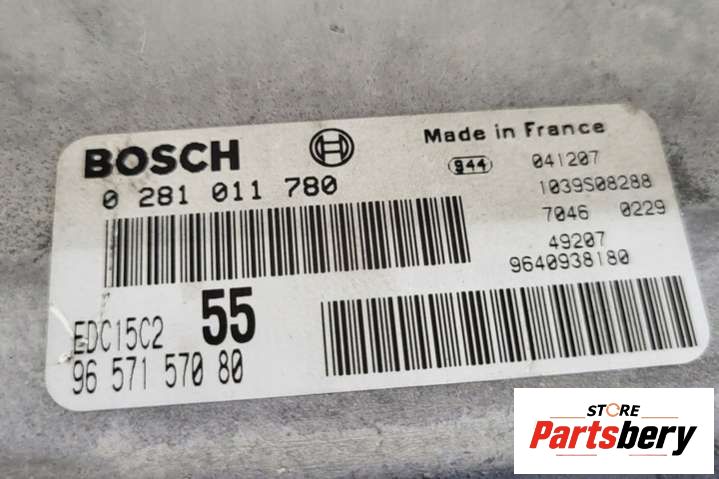 BOSCH
0 281 011 780
Made in France
944 041207
1039S08288
7046 0229
49207
9640938180
EDC15C2 55
96 571 570 80
STORE
Partsbery